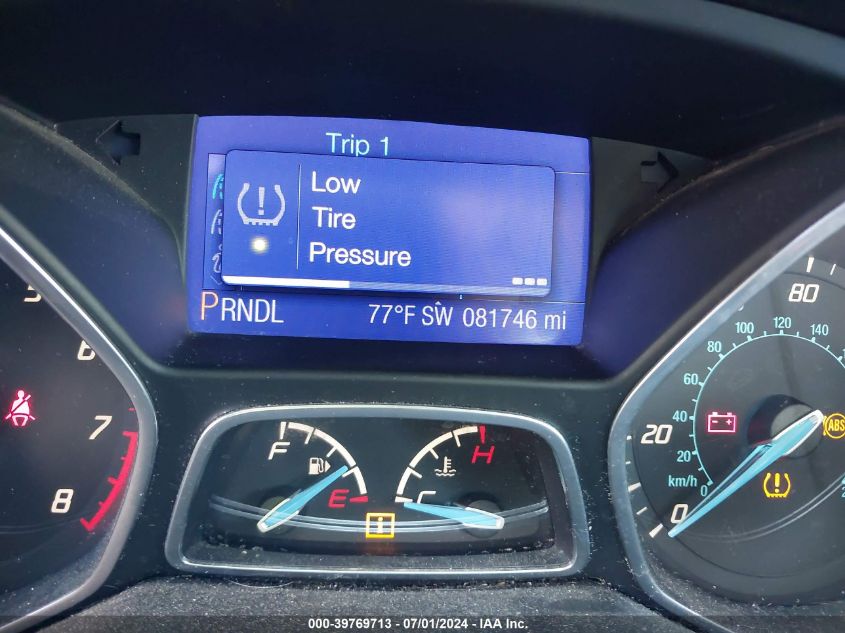 Trip 1
Low
Tire
Pressure
PRNDL 77°F SW 081746 mi
5
6
7
8
F
E
H
C
80
100 120 140
80
60
40
20
km/h 0
20
0
ABS
000-39769713 / 07/01/2024 / IAA Inc.